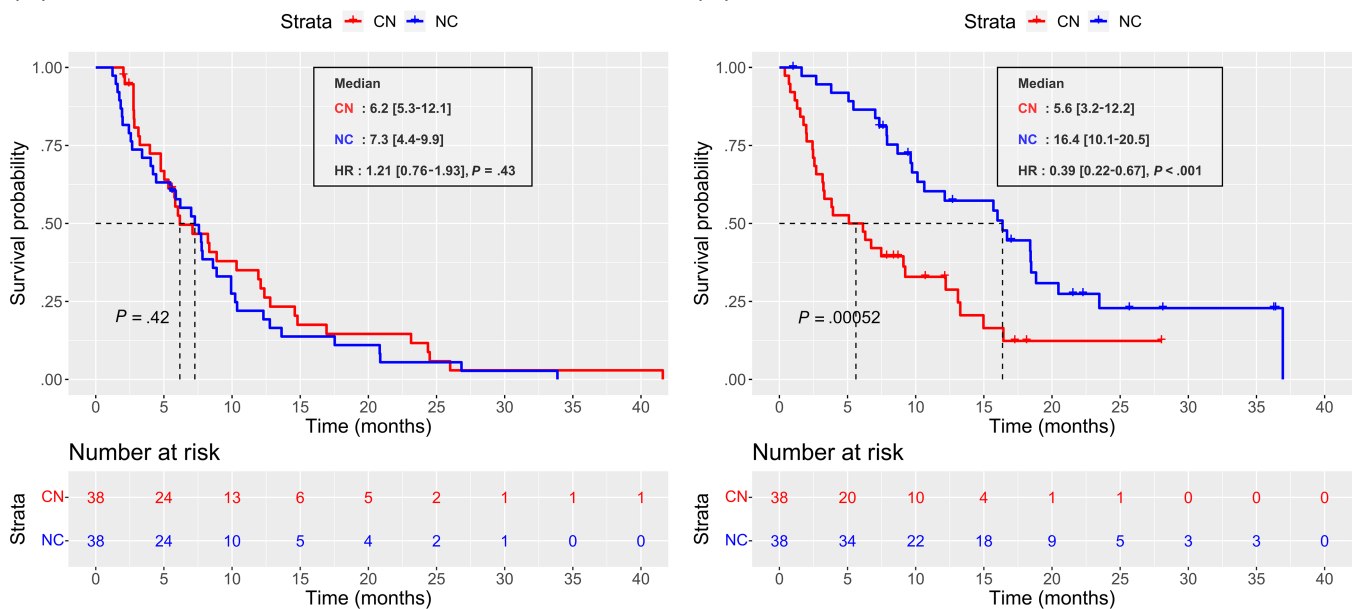 Strata CN NC
1.00
.75
.50
.25
.00
Survival probability
Median
CN : 6.2 [5.3-12.1]
NC : 7.3 [4.4-9.9]
HR : 1.21 [0.76-1.93], P = .43
P = .42
0 5 10 15 20 25 30 35 40
Time (months)
Number at risk
Strata
CN 38 24 13 6 5 2 1 1 1
NC 38 24 10 5 4 2 1 0 0
0 5 10 15 20 25 30 35 40
Time (months)
Strata CN NC
1.00
.75
.50
.25
.00
Survival probability
Median
CN : 5.6 [3.2-12.2]
NC : 16.4 [10.1-20.5]
HR : 0.39 [0.22-0.67], P < .001
P = .00052
0 5 10 15 20 25 30 35 40
Time (months)
Number at risk
Strata
CN 38 20 10 4 1 1 0 0 0
NC 38 34 22 18 9 5 3 3 0
0 5 10 15 20 25 30 35 40
Time (months)